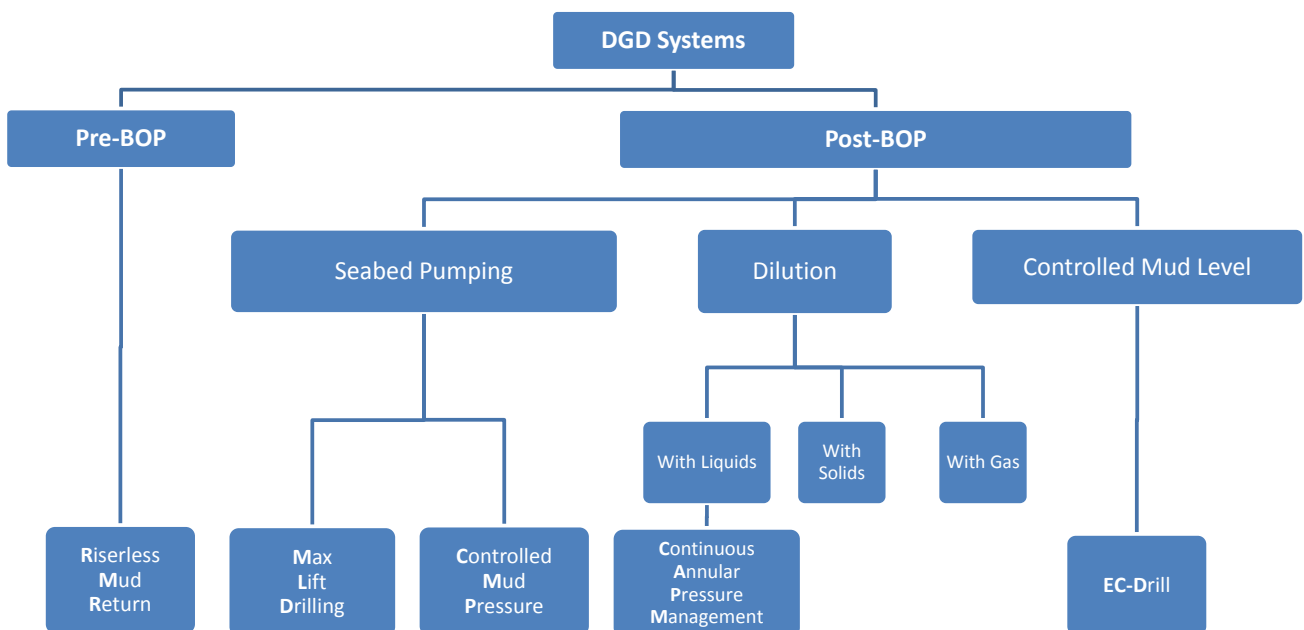 DGD Systems
Pre-BOP
Post-BOP
Seabed Pumping
Dilution
Controlled Mud Level
With Liquids
With
Solids
With Gas
Riserless
Mud
Return
Max
Lift
Drilling
Controlled
Mud
Pressure
Continuous
Annular
Pressure
Management
EC-Drill